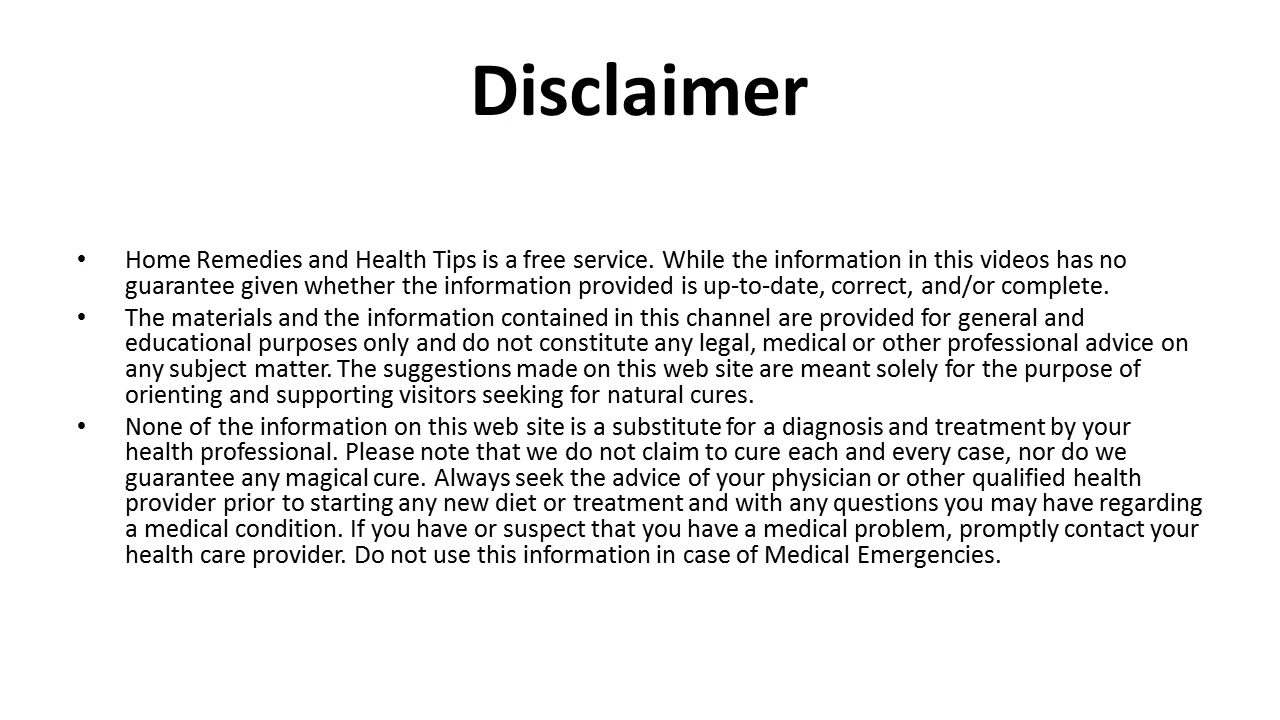 Disclaimer
• Home Remedies and Health Tips is a free service. While the information in this videos has no
guarantee given whether the information provided is up-to-date, correct, and/or complete.
• The materials and the information contained in this channel are provided for general and
educational purposes only and do not constitute any legal, medical or other professional advice on
any subject matter. The suggestions made on this web site are meant solely for the purpose of
orienting and supporting visitors seeking for natural cures.
• None of the information on this web site is a substitute for a diagnosis and treatment by your
health professional. Please note that we do not claim to cure each and every case, nor do we
guarantee any magical cure. Always seek the advice of your physician or other qualified health
provider prior to starting any new diet or treatment and with any questions you may have regarding
a medical condition. If you have or suspect that you have a medical problem, promptly contact your
health care provider. Do not use this information in case of Medical Emergencies.